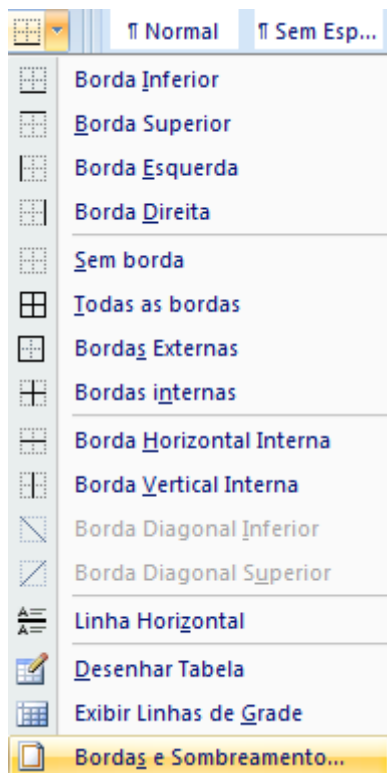 ¶ Normal ¶ Sem Esp...
Borda Inferior
Borda Superior
Borda Esquerda
Borda Direita
Sem borda
Todas as bordas
Bordas Externas
Bordas internas
Borda Horizontal Interna
Borda Vertical Interna
Borda Diagonal Inferior
Borda Diagonal Superior
Linha Horizontal
Desenhar Tabela
Exibir Linhas de Grade
Bordas e Sombreamento...